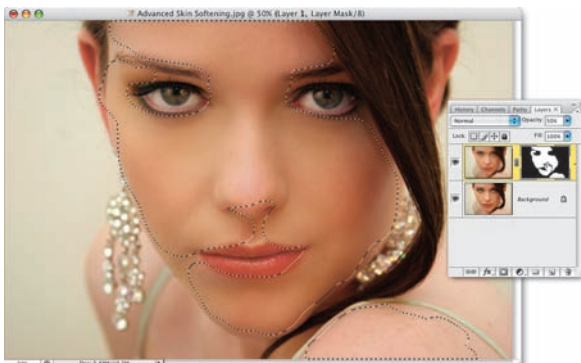 Advanced Skin Softening.jpg @ 50% (Layer 1, Layer Mask/8)
History Channels Paths Layers ×
Normal Opacity: 50%
Lock: Fill: 100%
Background